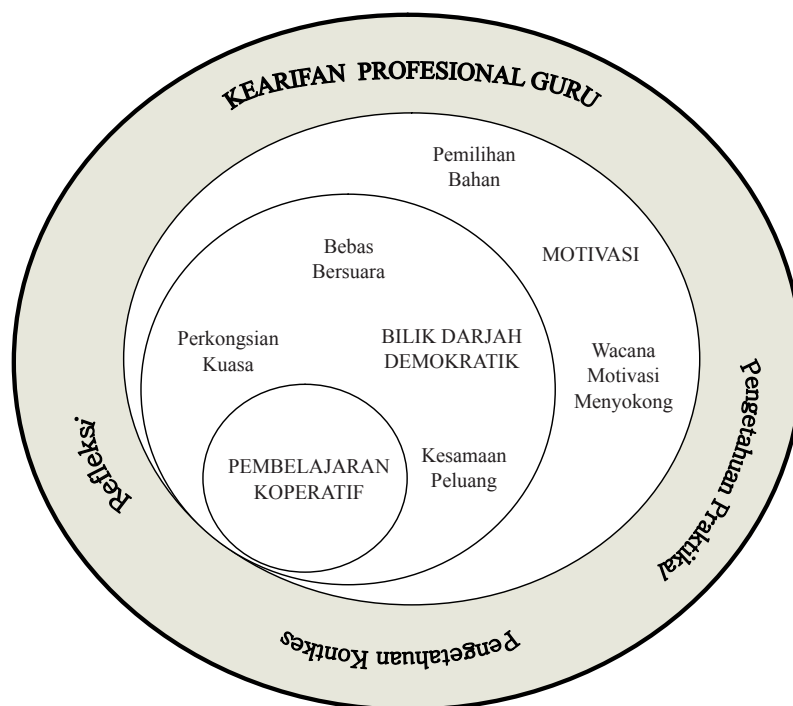 KEARIFAN PROFESIONAL GURU
Pemilihan
Bahan
MOTIVASI
Wacana
Motivasi
Menyokong
Bebas
Bersuara
Perkongsian
Kuasa
BILIK DARJAH
DEMOKRATIK
Kesamaan
Peluang
PEMBELAJARAN
KOPERATIF
Refleksi
Pengetahuan Kontkes
Pengetahuan Praktikal